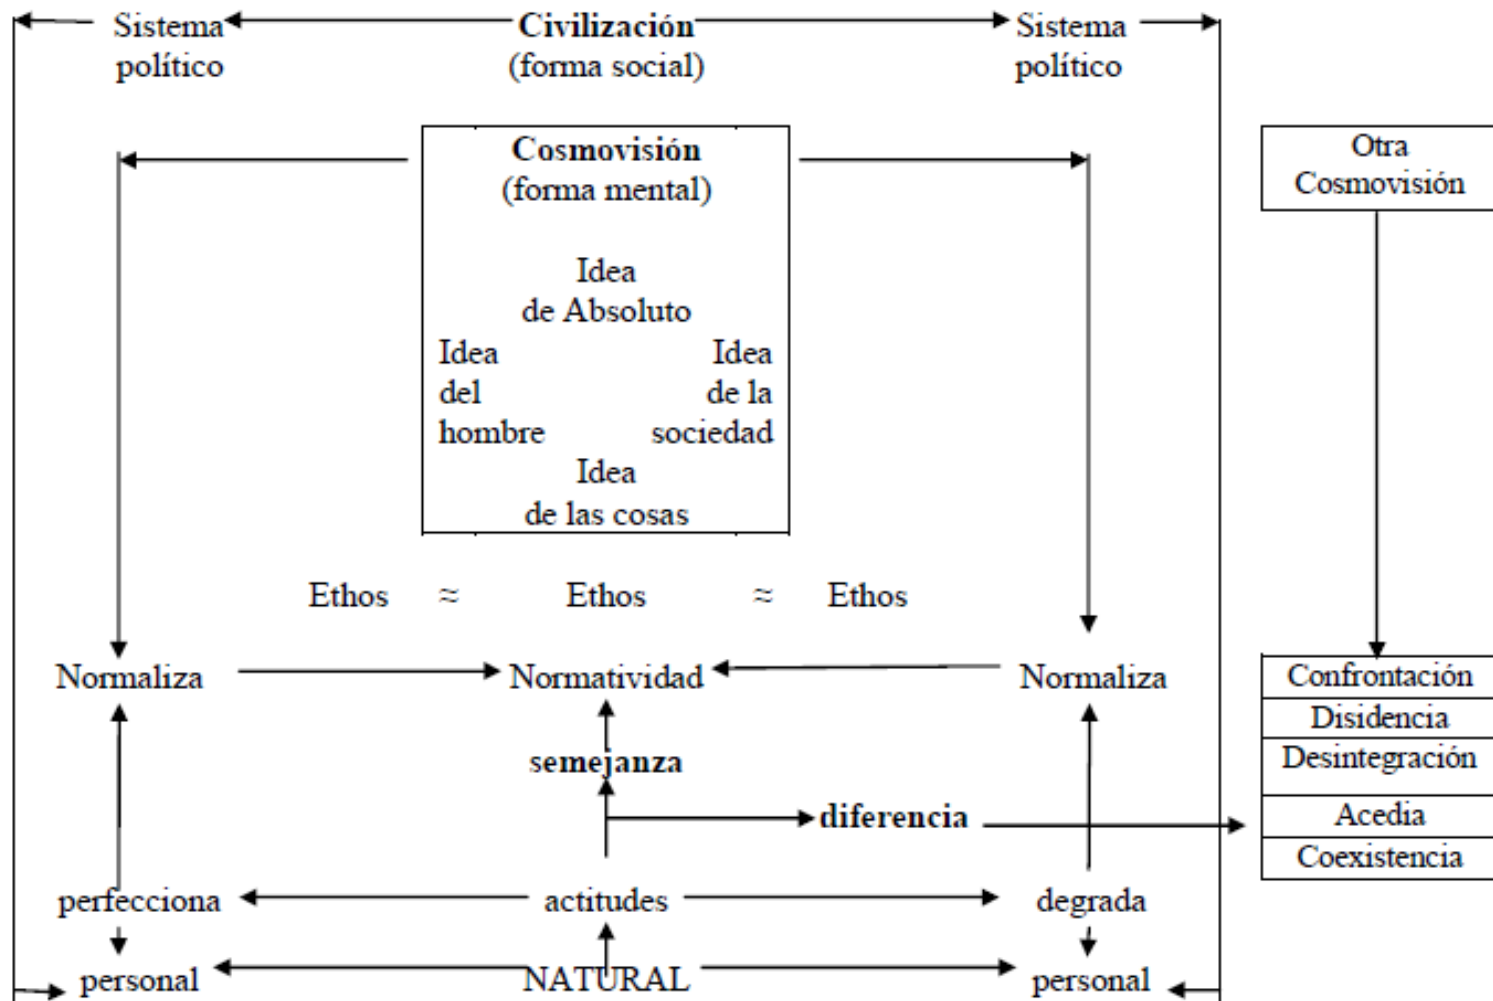 Sistema Civilización Sistema
político (forma social) político
Cosmovisión
(forma mental)
Otra
Cosmovisión
Idea
de Absoluto
Idea Idea
del de la
hombre sociedad
Idea
de las cosas
Ethos ≈ Ethos ≈ Ethos
Normaliza Normatividad Normaliza
Confrontación
Disidencia
semejanza
Desintegración
diferencia
Acedia
Coexistencia
perfecciona actitudes degrada
personal NATURAL personal